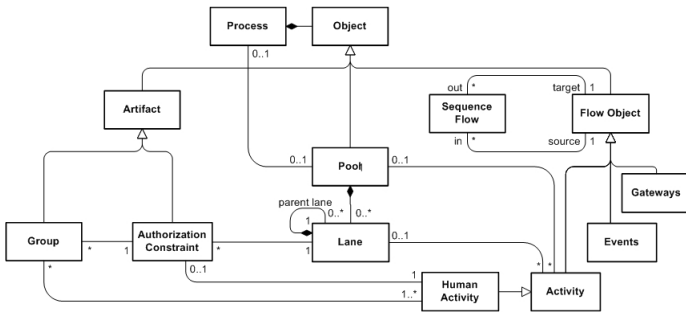 Process
Object
0..1
out * target 1
Artifact
Sequence
Flow
Flow Object
in * source 1
0..1
Pool
0..1
Gateways
parent lane
0..* 0..*
1
Group
Authorization
Constraint
Lane
0..1
Events
* 1 * 1
0..1
* *
*
1
1..*
Human
Activity
Activity